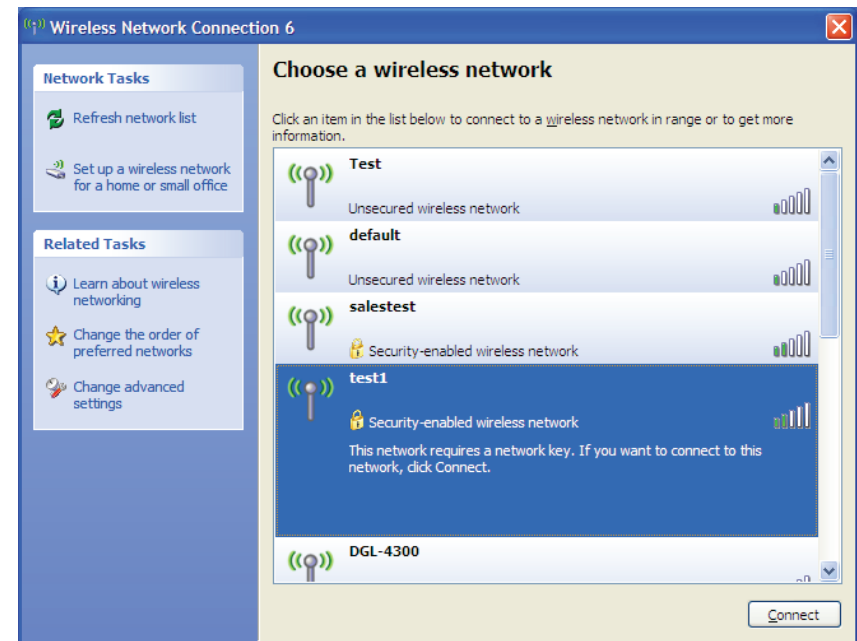 Wireless Network Connection 6
Network Tasks
Refresh network list
Set up a wireless network
for a home or small office
Related Tasks
Learn about wireless
networking
Change the order of
preferred networks
Change advanced
settings
Choose a wireless network
Click an item in the list below to connect to a wireless network in range or to get more
information.
Test
Unsecured wireless network
default
Unsecured wireless network
salestest
Security-enabled wireless network
test1
Security-enabled wireless network
This network requires a network key. If you want to connect to this
network, click Connect.
DGL-4300
Connect